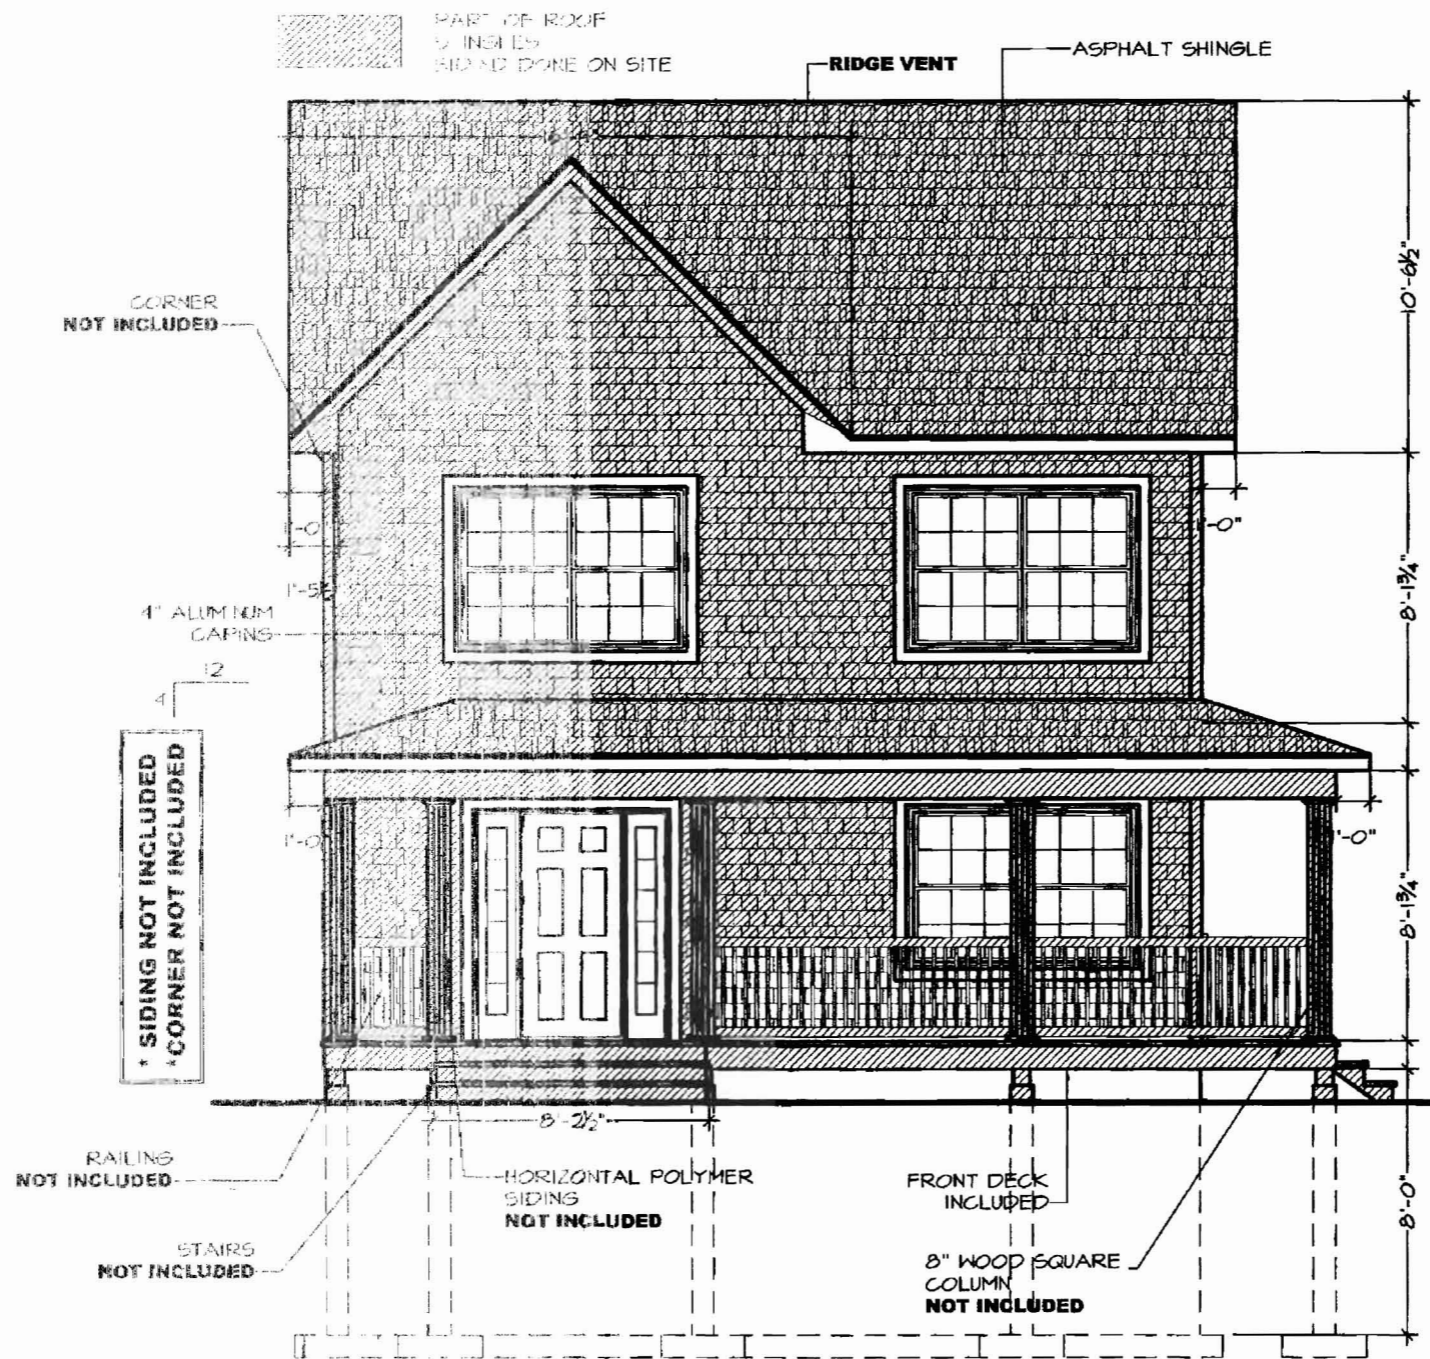 PART OF ROOF
DONE ON SITE
RIDGE VENT
ASPHALT SHINGLE
10'-6½"
CORNER
NOT INCLUDED
1'-0"
4" ALUMINUM
CAPING
12
4
8'-1¾"
* SIDING NOT INCLUDED
*CORNER NOT INCLUDED
1'-0
1'-0"
8'-1¾"
8'-2½"
RAILING
NOT INCLUDED
HORIZONTAL POLYMER
SIDING
NOT INCLUDED
FRONT DECK
INCLUDED
8'-0"
STAIRS
NOT INCLUDED
8" WOOD SQUARE
COLUMN
NOT INCLUDED